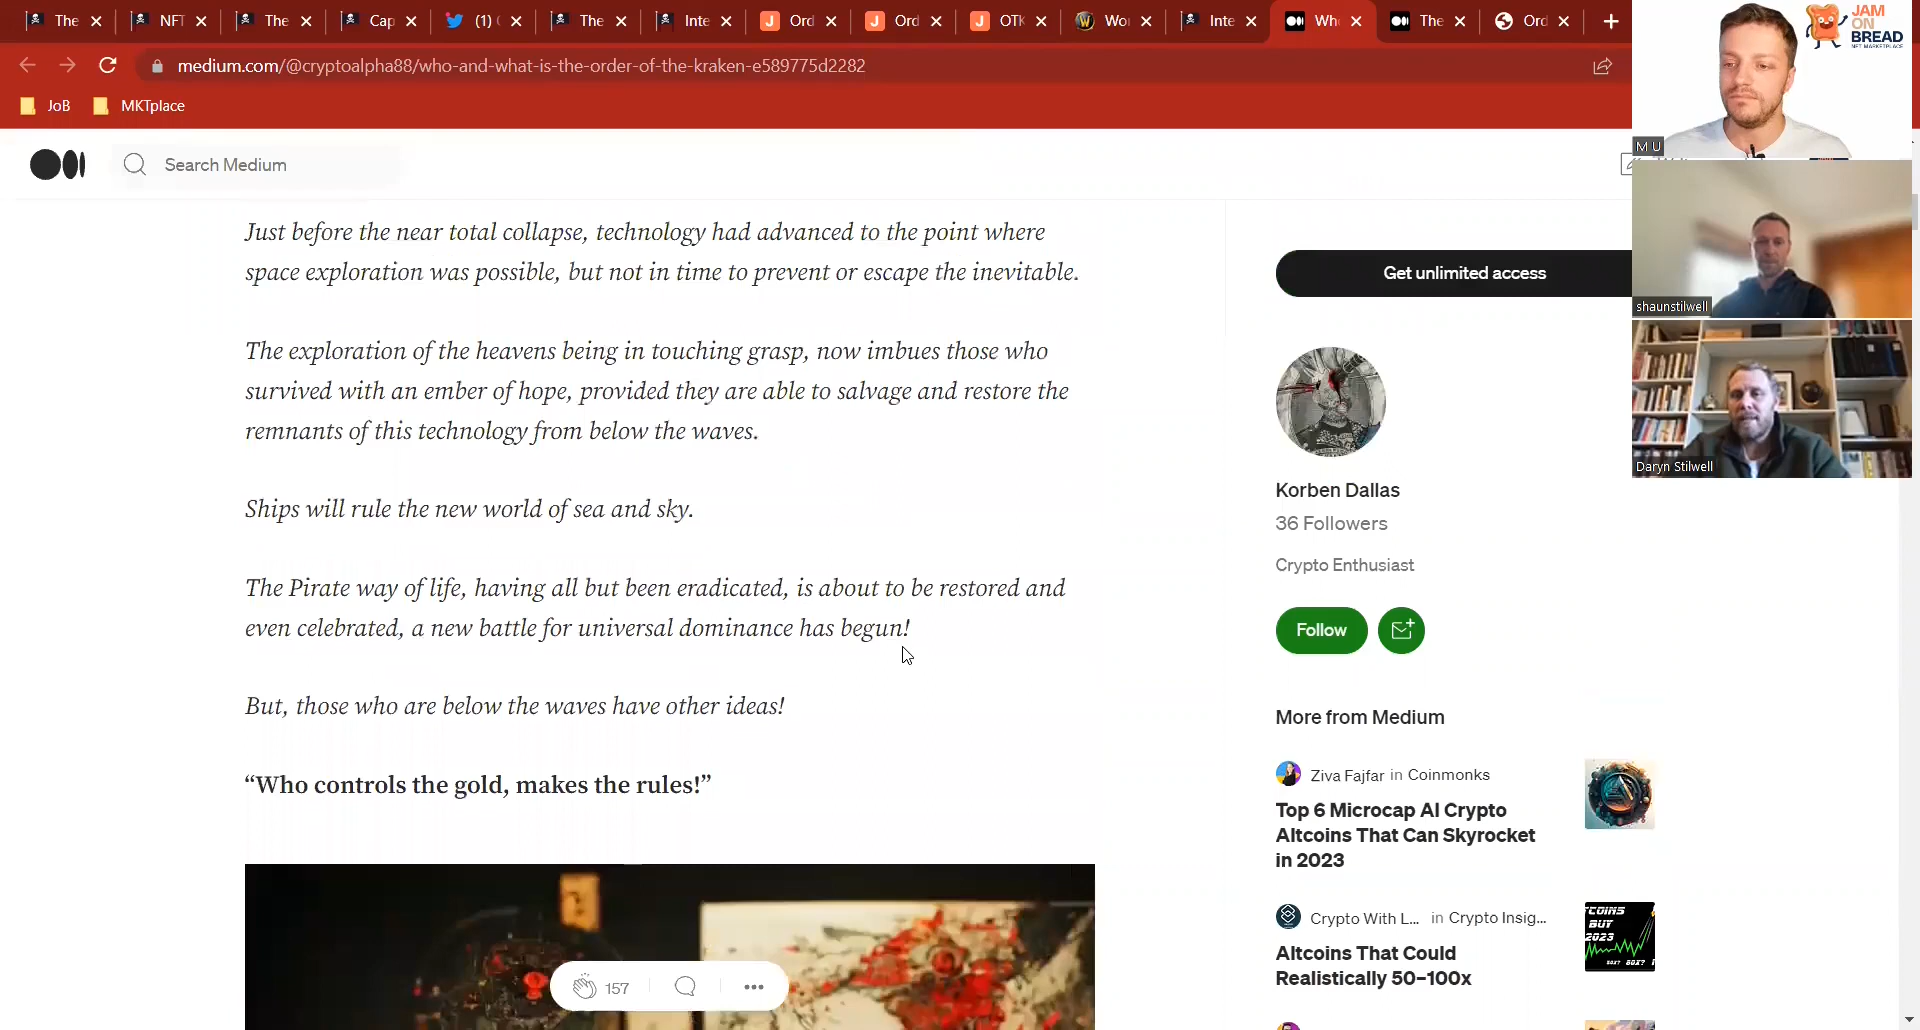 The
NFT
The
Cap
(1)
The
Inte
Ord
Ord
OTK
Wo
Inte
Wh
The
Ord
JAM
ON
BREAD
NFT MARKETPLACE
medium.com/@cryptoalpha88/who-and-what-is-the-order-of-the-kraken-e589775d2282
JoB
MKTplace
M U
Search Medium
Just before the near total collapse, technology had advanced to the point where
space exploration was possible, but not in time to prevent or escape the inevitable.
The exploration of the heavens being in touching grasp, now imbues those who
survived with an ember of hope, provided they are able to salvage and restore the
remnants of this technology from below the waves.
Ships will rule the new world of sea and sky.
The Pirate way of life, having all but been eradicated, is about to be restored and
even celebrated, a new battle for universal dominance has begun!
But, those who are below the waves have other ideas!
“Who controls the gold, makes the rules!”
157
Get unlimited access
shaunstilwell
Daryn Stilwell
Korben Dallas
36 Followers
Crypto Enthusiast
Follow
More from Medium
Ziva Fajfar in Coinmonks
Top 6 Microcap AI Crypto
Altcoins That Can Skyrocket
in 2023
Crypto With L... in Crypto Insig...
Altcoins That Could
Realistically 50–100x
TCOINS
BUY
2023